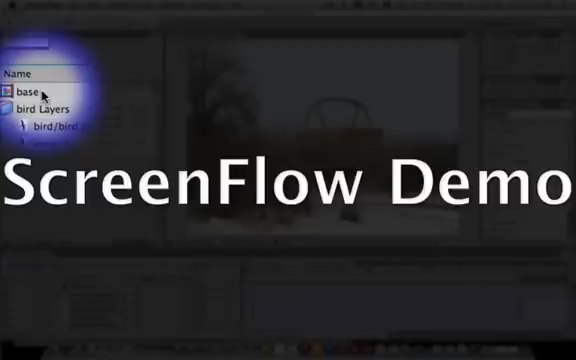 Name
base
bird Layers
bird/bird
ScreenFlow Demo